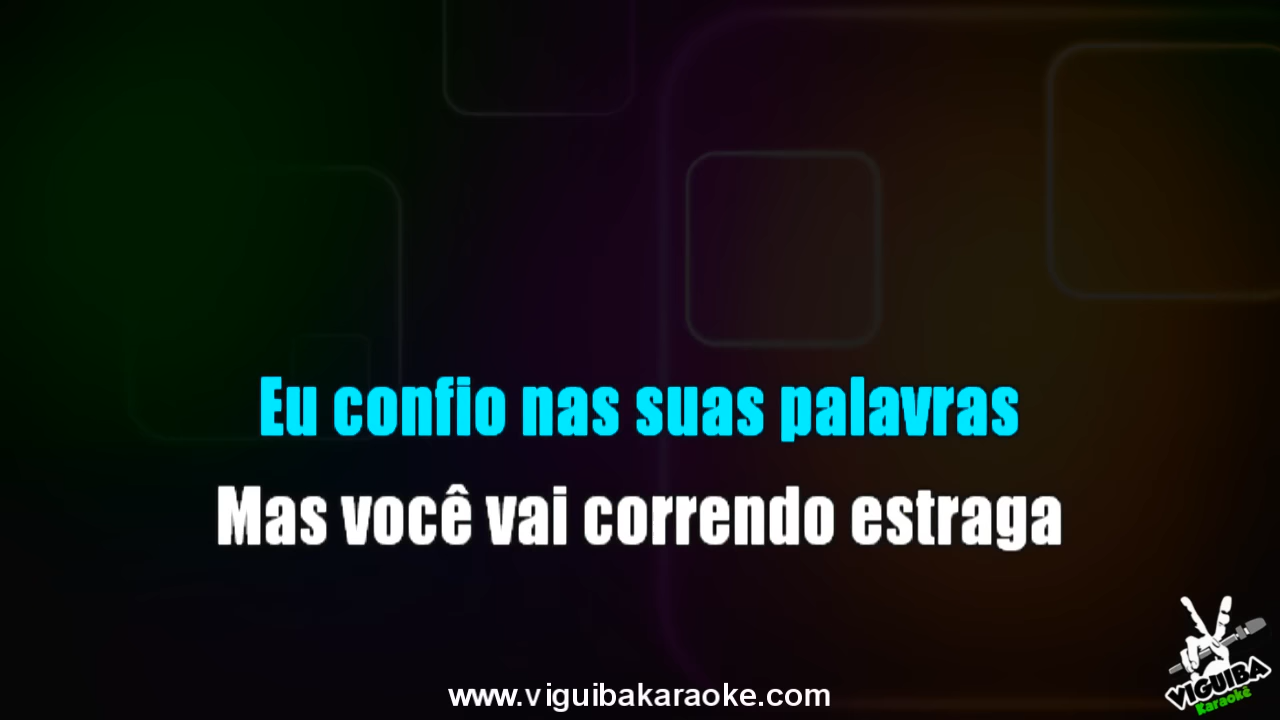 Eu confio nas suas palavras
Mas você vai correndo estraga
VIGUIBA
Karaokê
www.viguibakaraoke.com